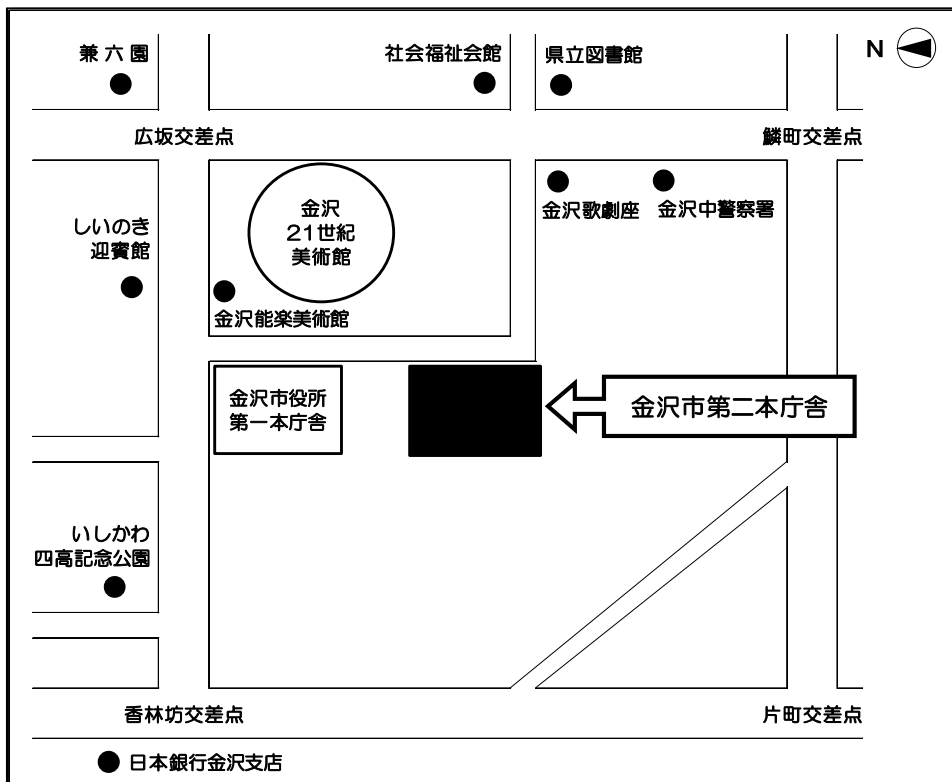 兼六園
社会福祉会館
県立図書館
N
広坂交差点
鱗町交差点
金沢
21世紀
美術館
金沢歌劇座
金沢中警察署
しいのき
迎賓館
金沢能楽美術館
金沢市役所
第一本庁舎
金沢市第二本庁舎
いしかわ
四高記念公園
香林坊交差点
片町交差点
日本銀行金沢支店